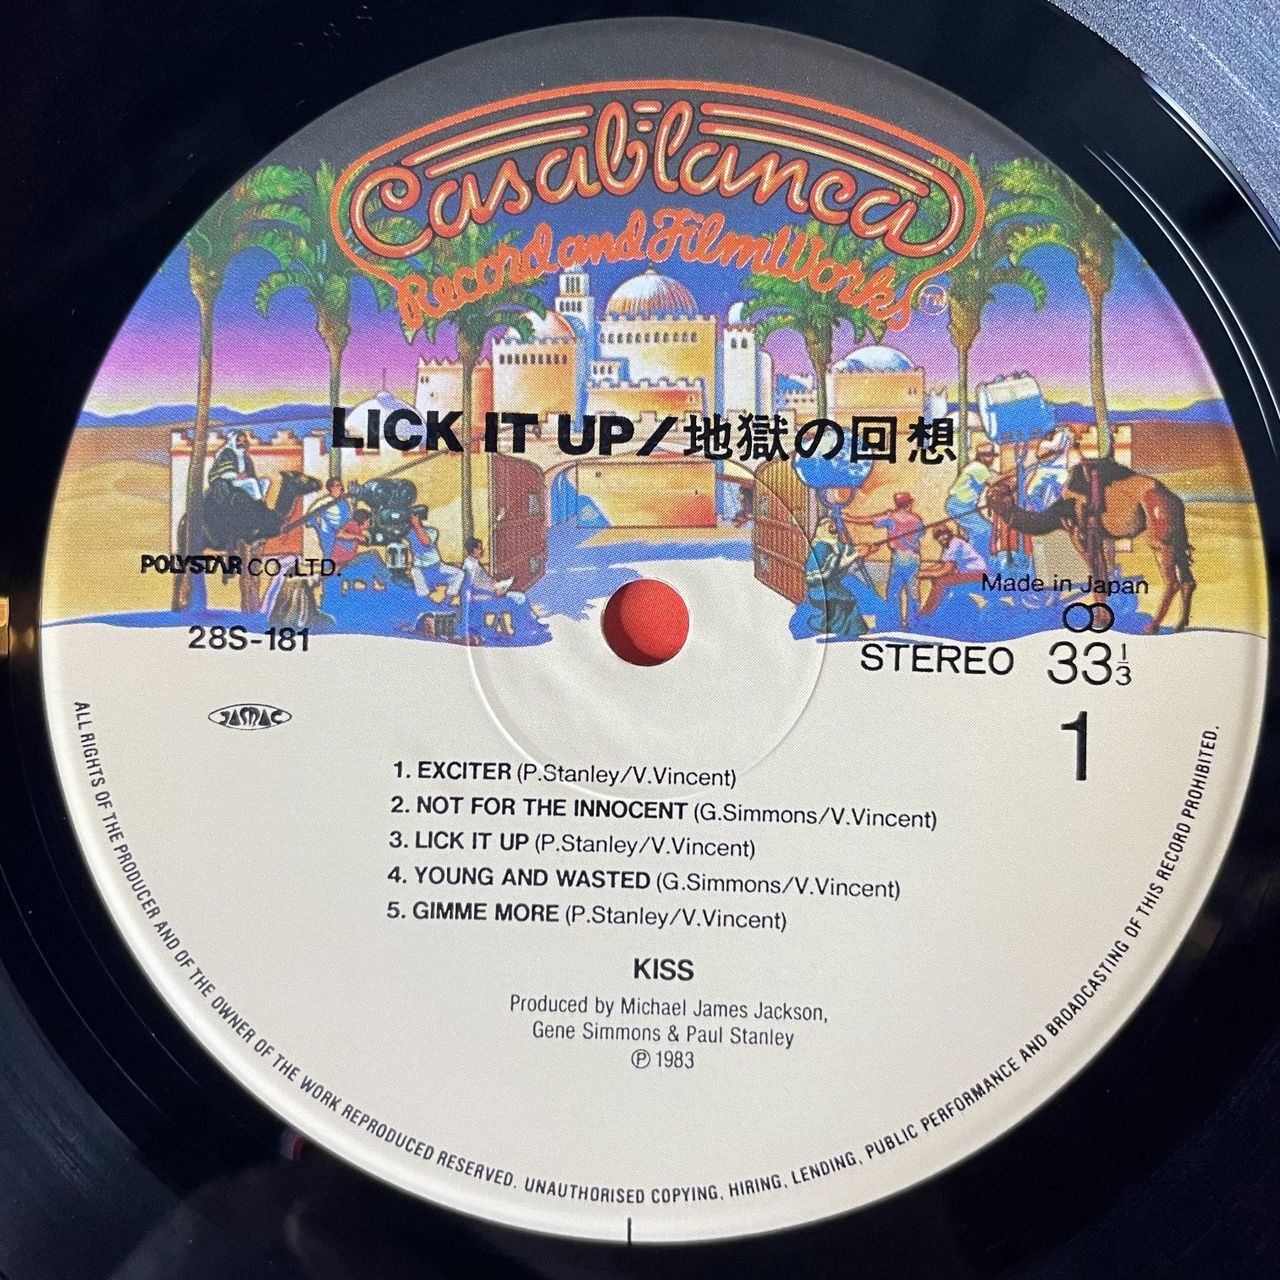 Casablanca
Record and FilmWorks TM
LICK IT UP/地獄の回想
POLYSTAR CO.,LTD.
28S-181
JASRAC
Made in Japan
STEREO 33 1/3
1
1. EXCITER (P.Stanley/V.Vincent)
2. NOT FOR THE INNOCENT (G.Simmons/V.Vincent)
3. LICK IT UP (P.Stanley/V.Vincent)
4. YOUNG AND WASTED (G.Simmons/V.Vincent)
5. GIMME MORE (P.Stanley/V.Vincent)
KISS
Produced by Michael James Jackson,
Gene Simmons & Paul Stanley
℗ 1983
ALL RIGHTS OF THE PRODUCER AND OF THE OWNER OF THE WORK REPRODUCED RESERVED. UNAUTHORISED COPYING, HIRING, LENDING, PUBLIC PERFORMANCE AND BROADCASTING OF THIS RECORD PROHIBITED.